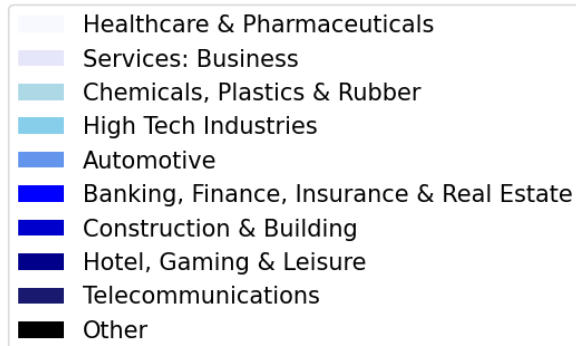 Healthcare & Pharmaceuticals
Services: Business
Chemicals, Plastics & Rubber
High Tech Industries
Automotive
Banking, Finance, Insurance & Real Estate
Construction & Building
Hotel, Gaming & Leisure
Telecommunications
Other